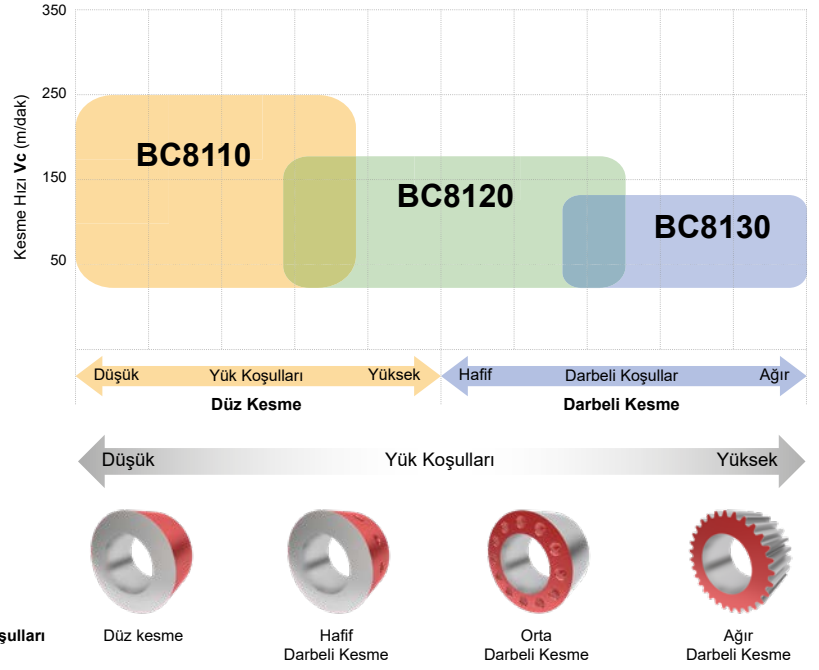 350
250
150
50
Kesme Hızı Vc (m/dak)
BC8110
BC8120
BC8130
Düşük Yük Koşulları Yüksek
Hafif Darbeli Koşullar Ağır
Düz Kesme
Darbeli Kesme
Düşük Yük Koşulları Yüksek
Düz kesme
Hafif
Darbeli Kesme
Orta
Darbeli Kesme
Ağır
Darbeli Kesme